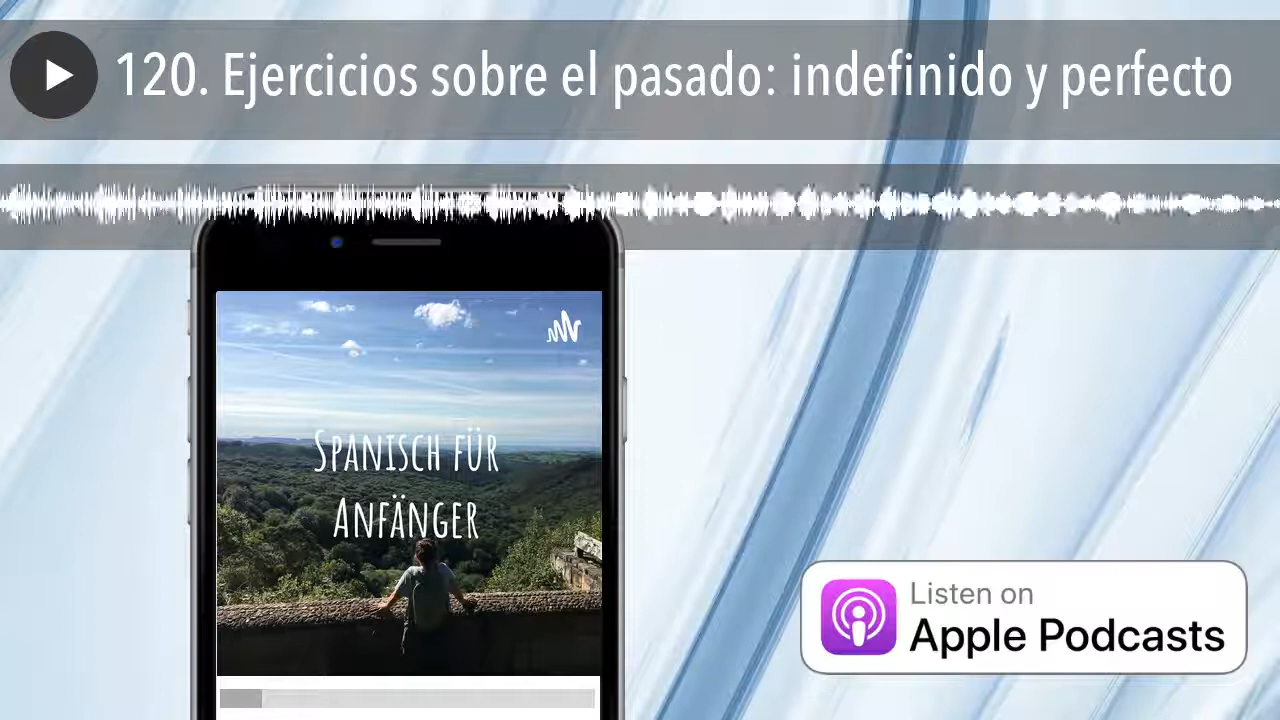 120. Ejercicios sobre el pasado: indefinido y perfecto
Spanisch für
Anfänger
Listen on
Apple Podcasts